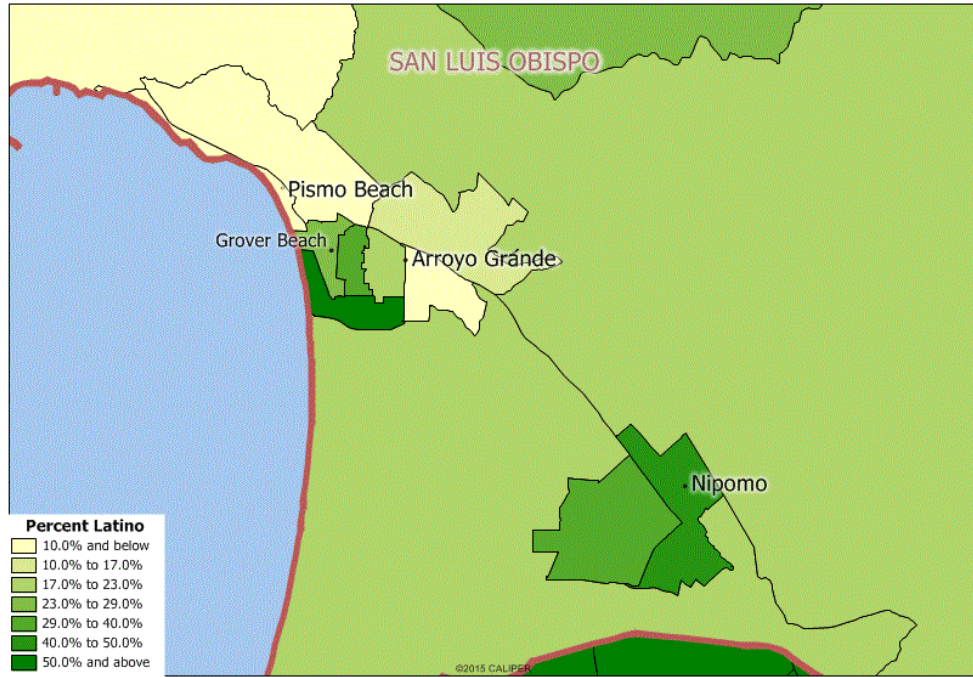 SAN LUIS OBISPO
Pismo Beach
Grover Beach
Arroyo Grande
Nipomo
Percent Latino
10.0% and below
10.0% to 17.0%
17.0% to 23.0%
23.0% to 29.0%
29.0% to 40.0%
40.0% to 50.0%
50.0% and above
©2015 CALIPER